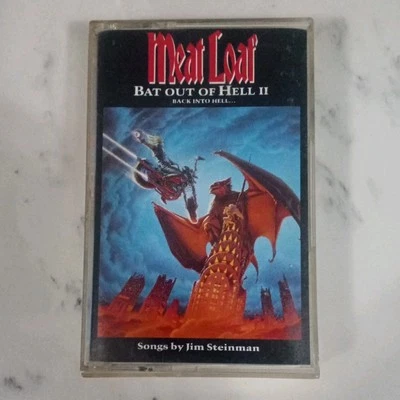 Meat Loaf
BAT OUT OF HELL II
BACK INTO HELL...
Songs by Jim Steinman